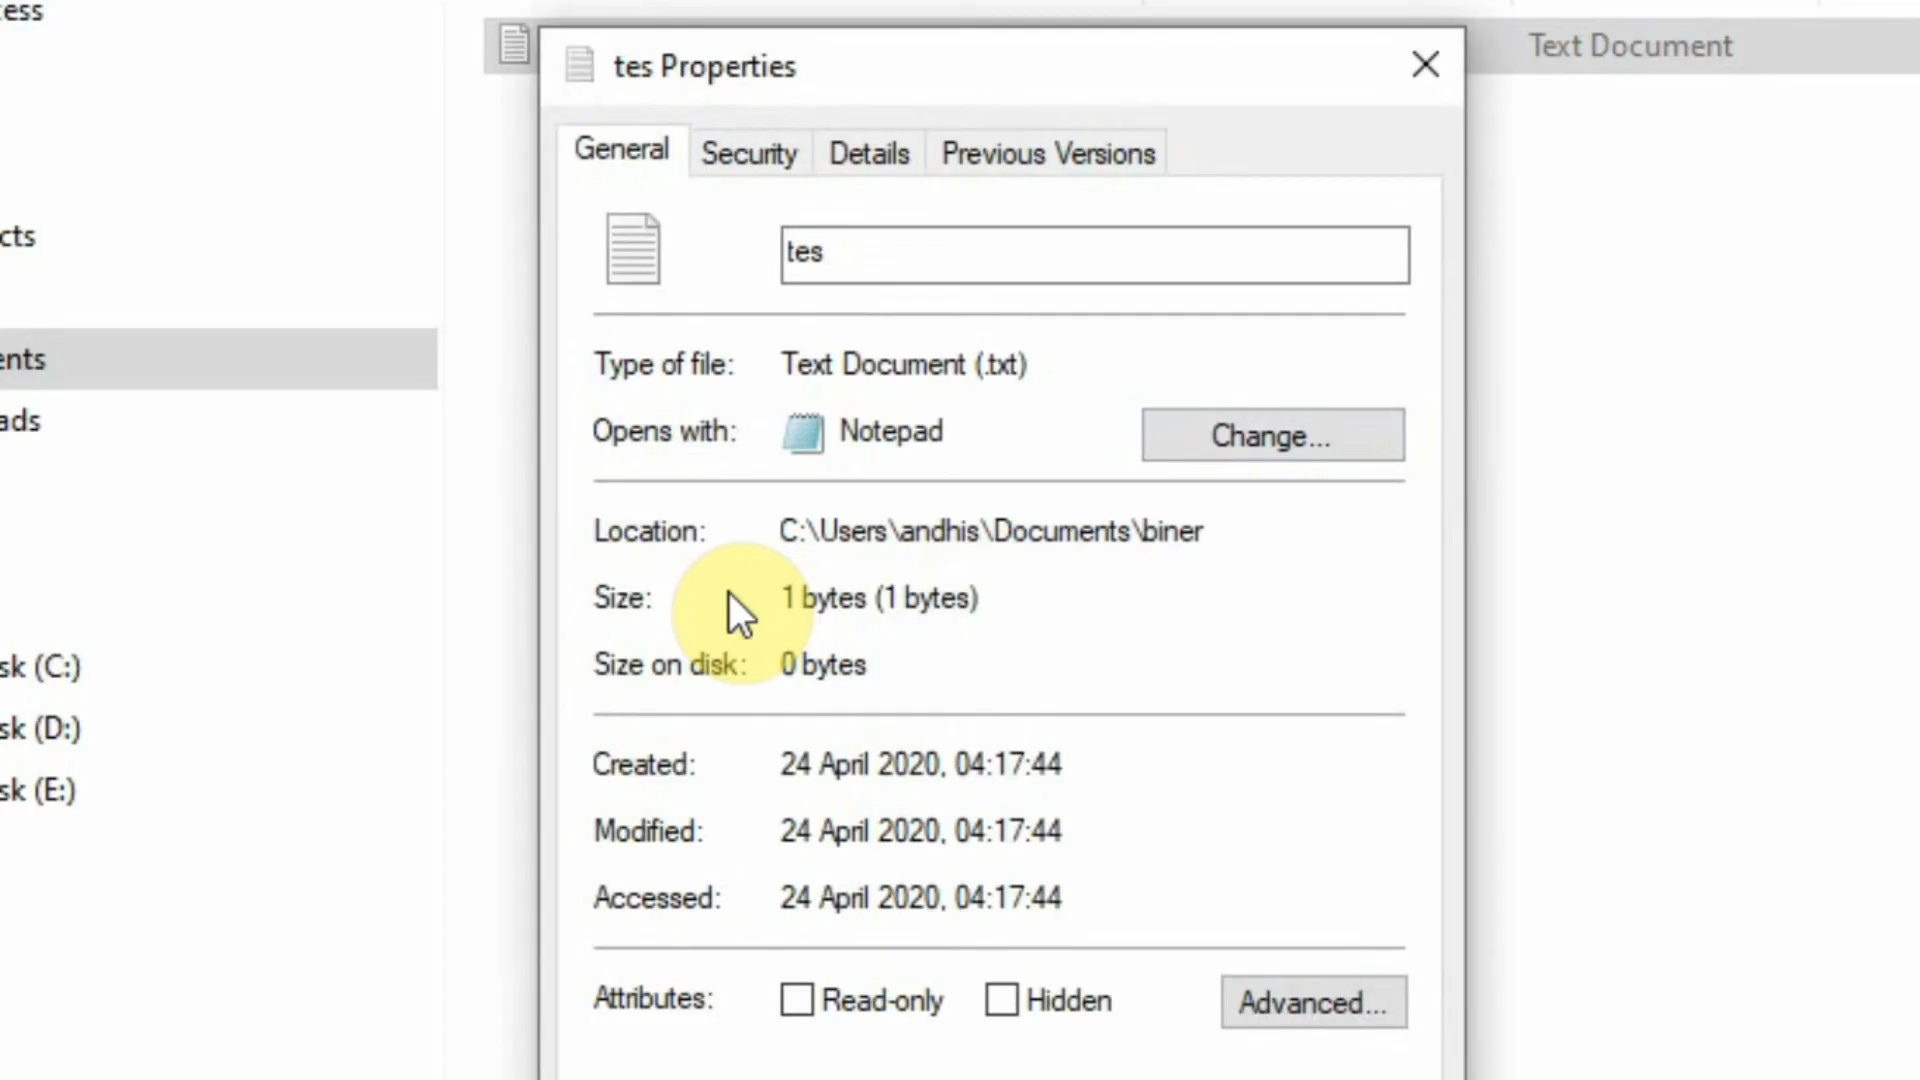 ess
Text Document
tes Properties
General Security Details Previous Versions
tes
cts
Type of file: Text Document (.txt)
ents
ads
Opens with: Notepad Change...
Location: C:\Users\andhis\Documents\biner
Size: 1 bytes (1 bytes)
Size on disk: 0 bytes
sk (C:)
sk (D:)
sk (E:)
Created: 24 April 2020, 04:17:44
Modified: 24 April 2020, 04:17:44
Accessed: 24 April 2020, 04:17:44
Attributes: Read-only Hidden Advanced...